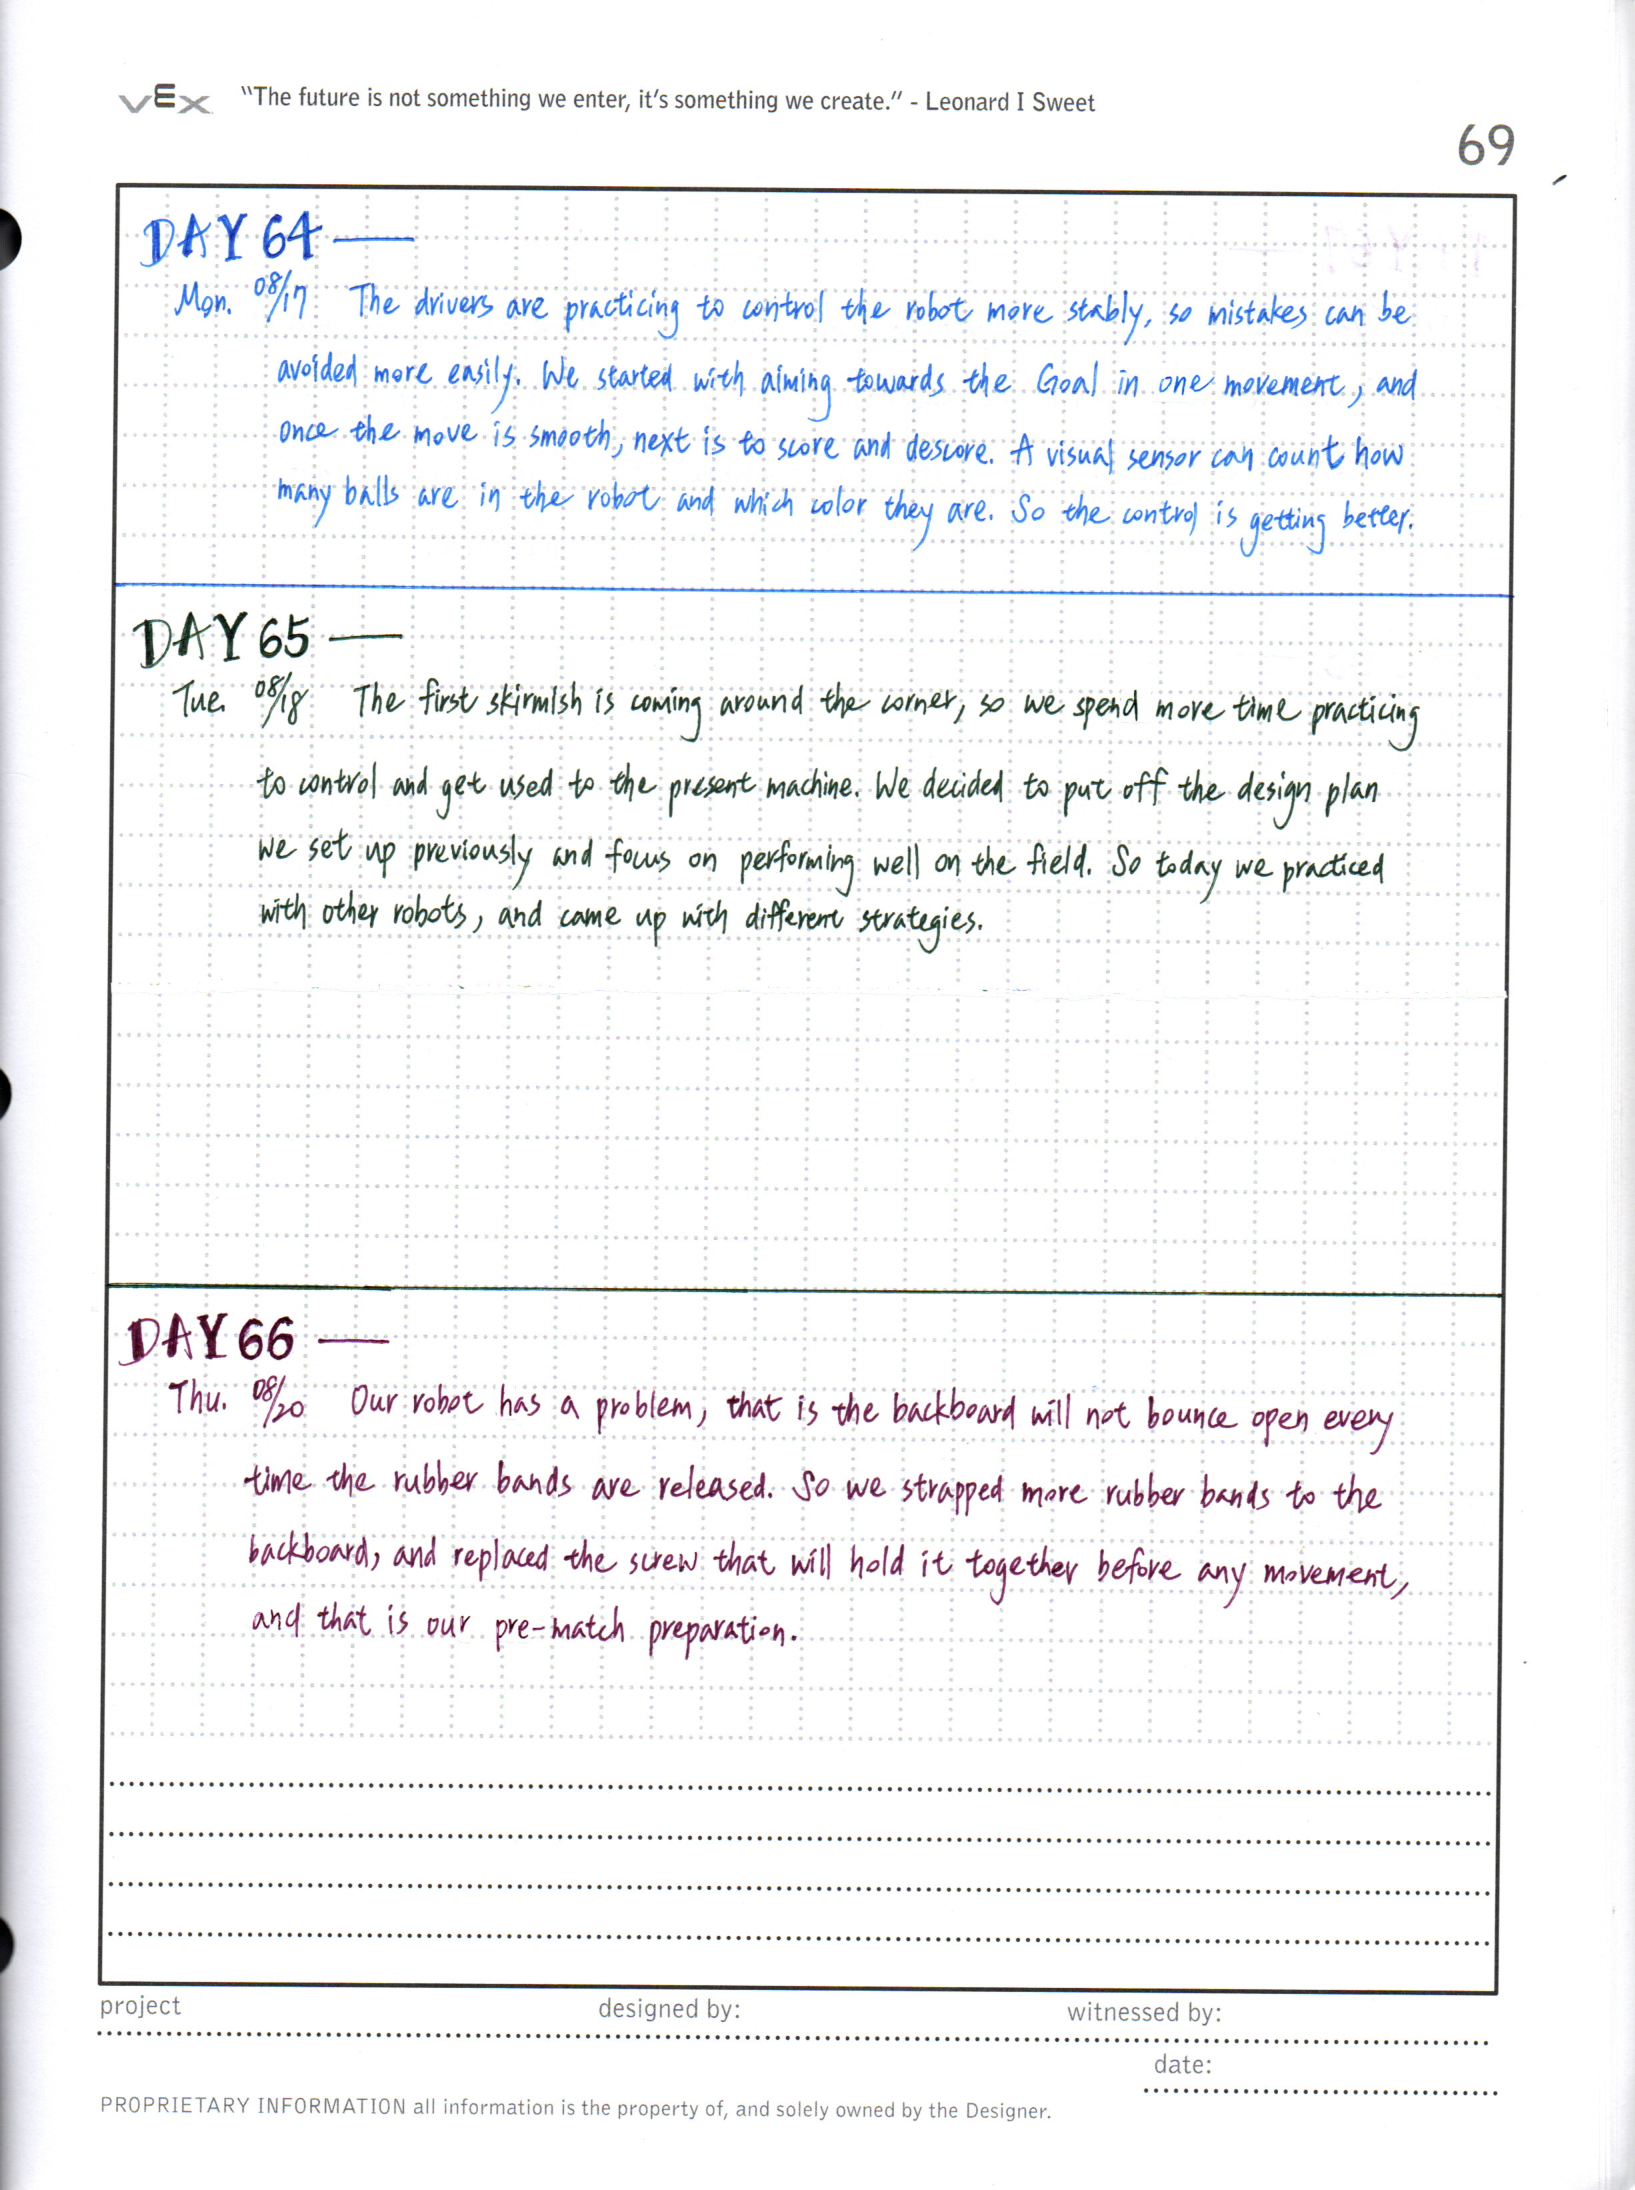 VEX "The future is not something we enter, it's something we create." - Leonard I Sweet
69
DAY 64 —
Mon. 08/17 The drivers are practicing to control the robot more stably, so mistakes can be
avoided more easily. We started with aiming towards the Goal in one movement, and
once the move is smooth, next is to score and descore. A visual sensor can count how
many balls are in the robot and which color they are. So the control is getting better.
DAY 65 —
Tue. 08/18 The first skirmish is coming around the corner, so we spend more time practicing
to control and get used to the present machine. We decided to put off the design plan
we set up previously and focus on performing well on the field. So today we practiced
with other robots, and came up with different strategies.
DAY 66 —
Thu. 08/20 Our robot has a problem, that is the backboard will not bounce open every
time the rubber bands are released. So we strapped more rubber bands to the
backboard, and replaced the screw that will hold it together before any movement,
and that is our pre-match preparation.
project designed by: witnessed by:
date:
PROPRIETARY INFORMATION all information is the property of, and solely owned by the Designer.